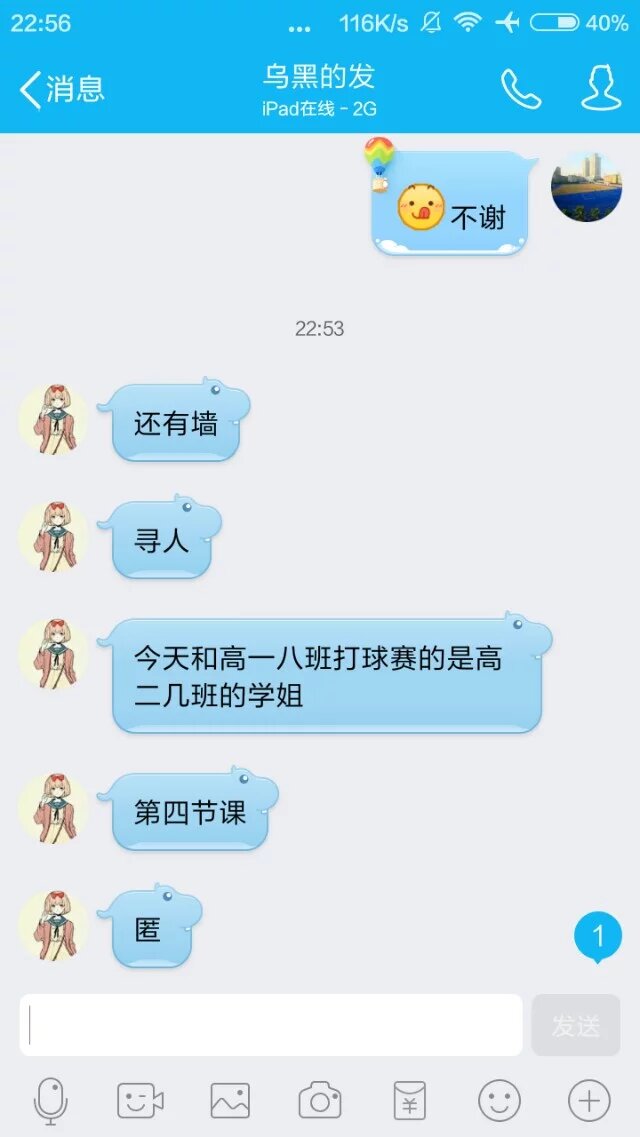 22:56
... 116K/s 40%
消息
乌黑的发
iPad在线 - 2G
不谢
22:53
还有墙
寻人
今天和高一八班打球赛的是高
二几班的学姐
第四节课
匿
1
发送